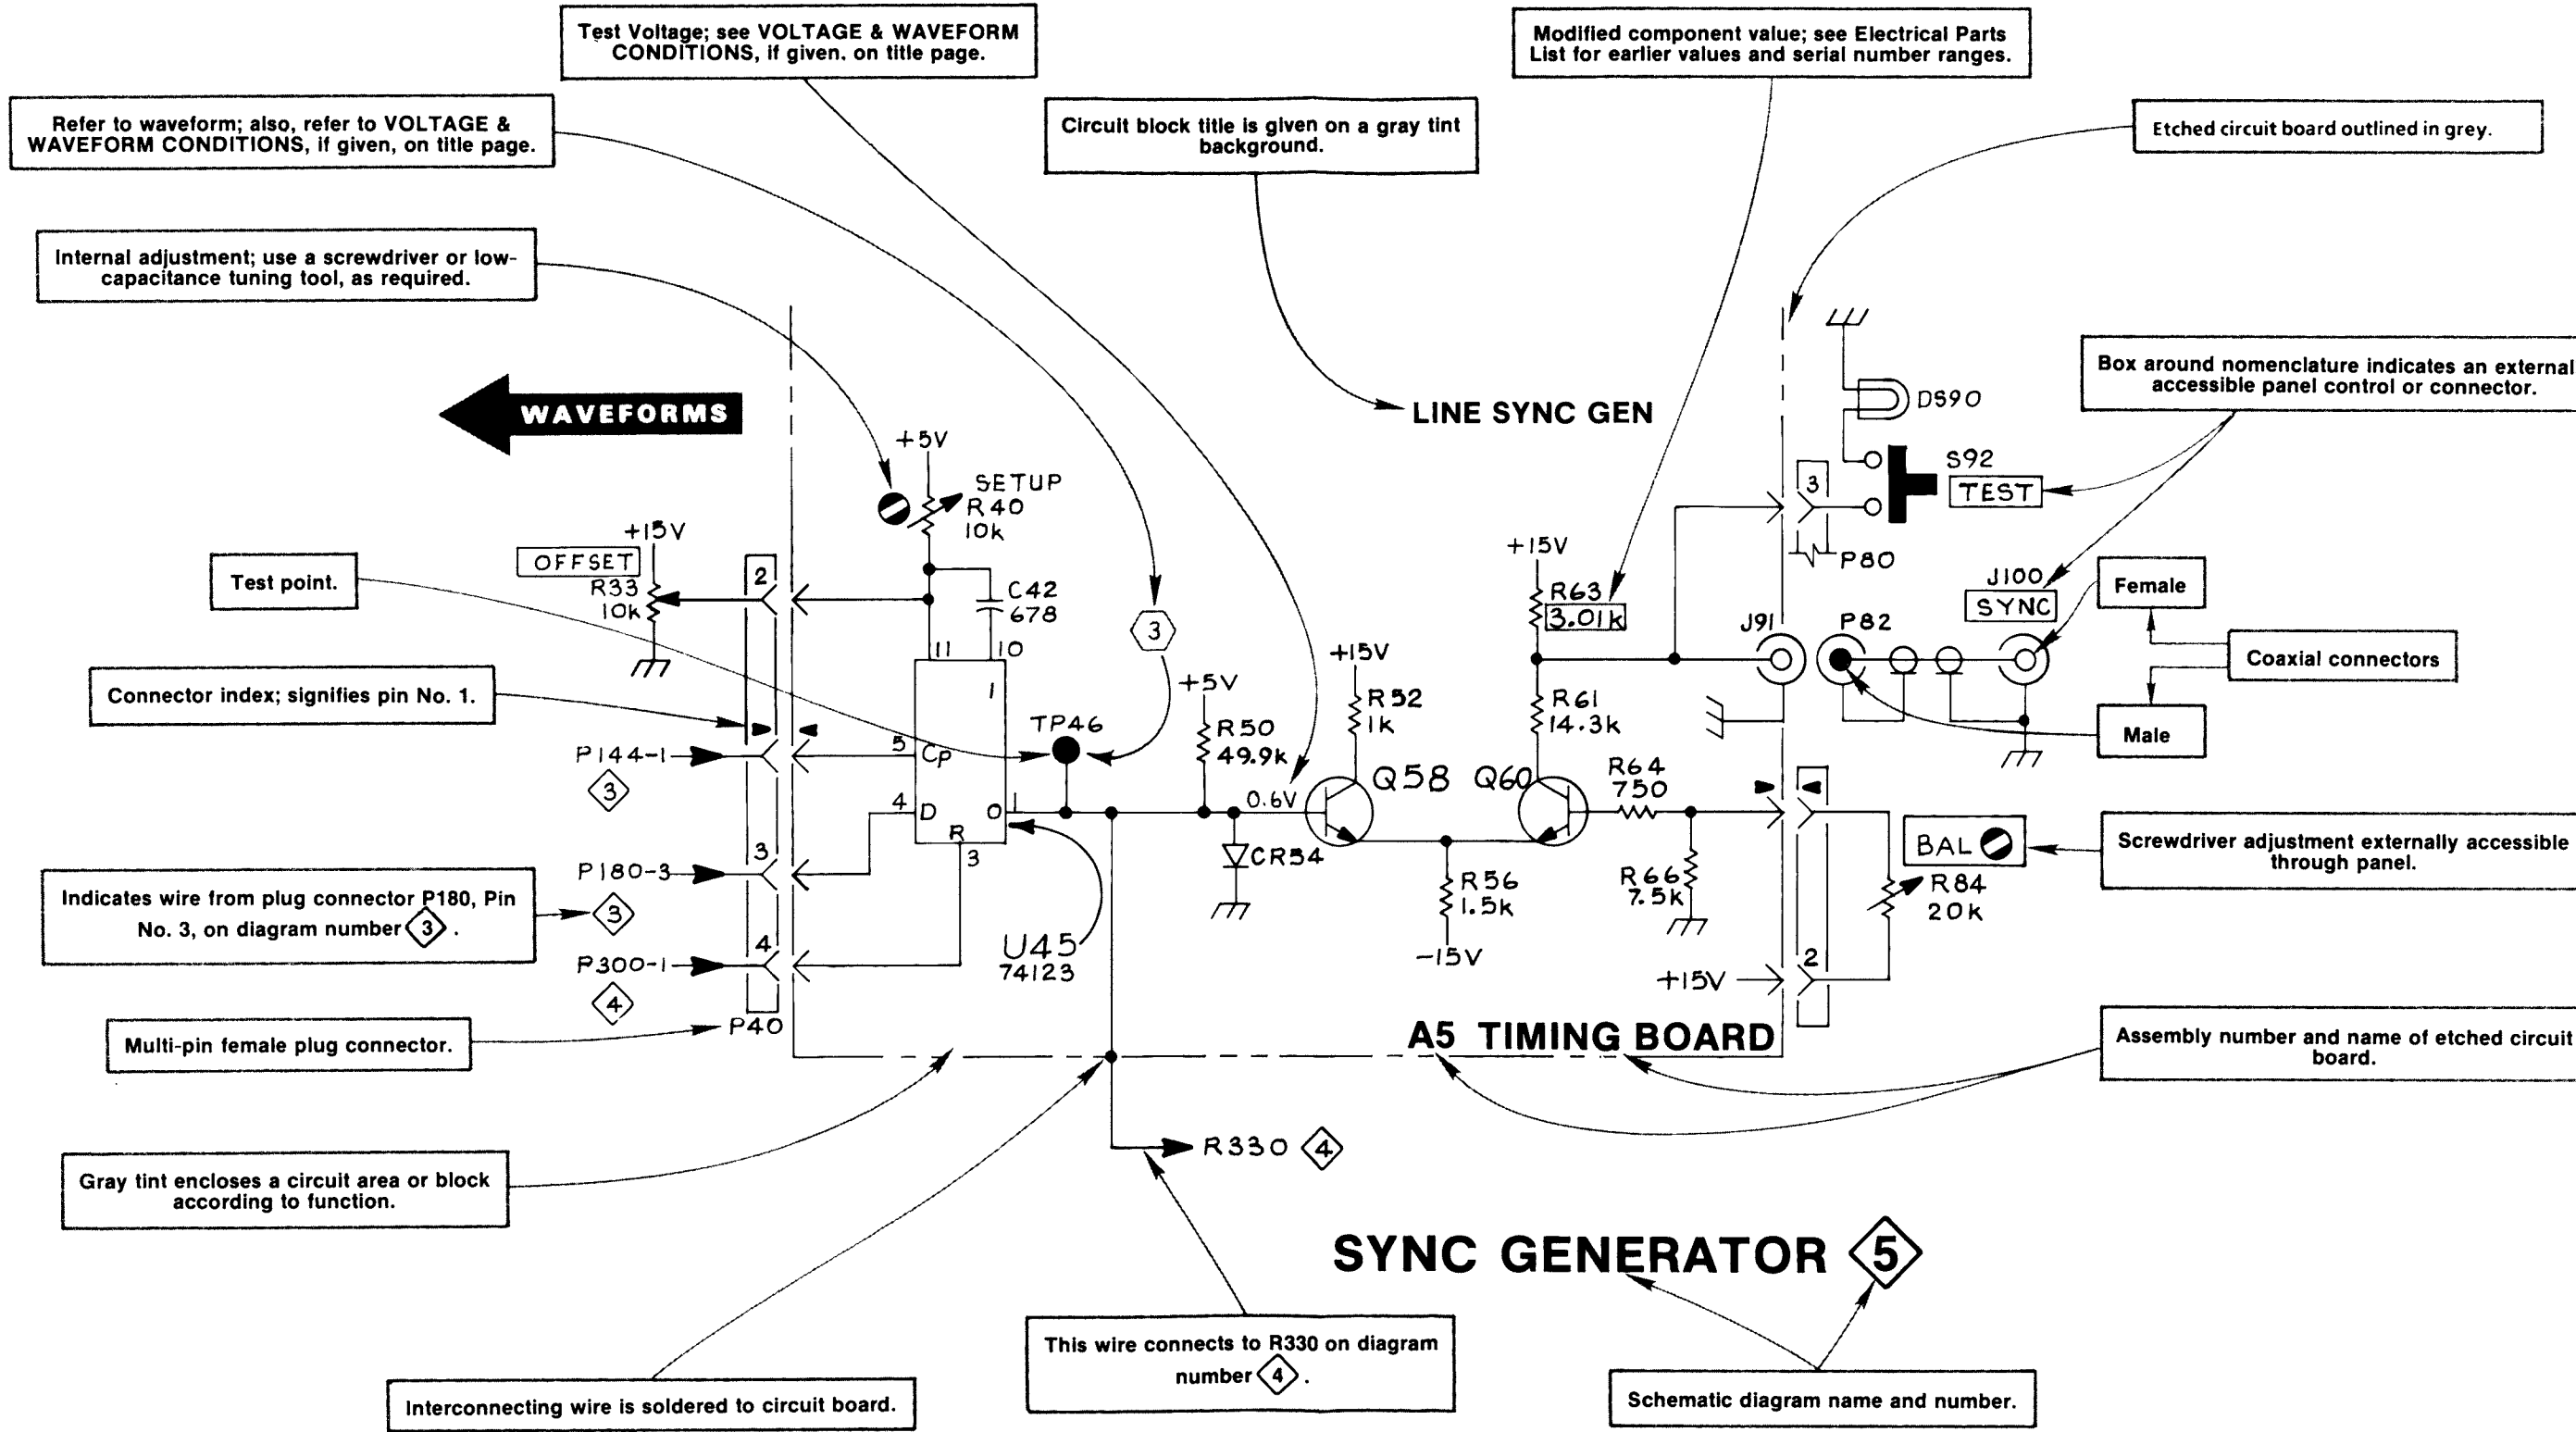 Test Voltage; see VOLTAGE & WAVEFORM
CONDITIONS, if given. on title page.
Modified component value; see Electrical Parts
List for earlier values and serial number ranges.
Refer to waveform; also, refer to VOLTAGE &
WAVEFORM CONDITIONS, if given, on title page.
Circuit block title is given on a gray tint
background.
Etched circuit board outlined in grey.
Internal adjustment; use a screwdriver or low-
capacitance tuning tool, as required.
Box around nomenclature indicates an external
accessible panel control or connector.
WAVEFORMS
LINE SYNC GEN
DS90
+5V
SETUP
R40
10k
S92
TEST
3
P80
+15V
OFFSET
R33
10k
2
Test point.
C42
678
3
+15V
R63
3.01k
J100
SYNC
Female
J91
P82
Coaxial connectors
Male
11
10
1
Connector index; signifies pin No. 1.
+5V
R50
49.9k
+15V
R52
1k
R61
14.3k
TP46
P144-1
3
5
CP
4
D
O
1
R
3
0.6V
Q58
Q60
R64
750
BAL
Screwdriver adjustment externally accessible
through panel.
P180-3
3
3
CR54
R56
1.5k
-15V
R66
7.5k
R84
20k
Indicates wire from plug connector P180, Pin
No. 3, on diagram number 3 .
U45
74123
P300-1
4
4
+15V
2
P40
Multi-pin female plug connector.
A5 TIMING BOARD
Assembly number and name of etched circuit
board.
R330 4
Gray tint encloses a circuit area or block
according to function.
SYNC GENERATOR 5
This wire connects to R330 on diagram
number 4 .
Interconnecting wire is soldered to circuit board.
Schematic diagram name and number.